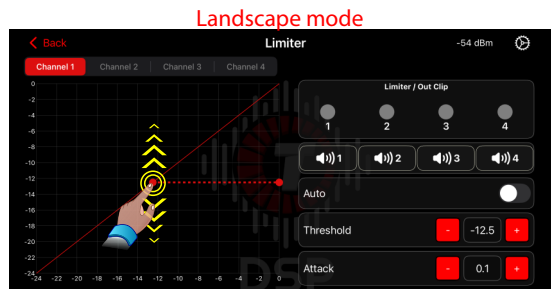 Landscape mode
Back
Limiter
-54 dBm
Channel 1
Channel 2
Channel 3
Channel 4
0
-2
-4
-6
-8
-10
-12
-14
-16
-18
-20
-22
-24
-24 -22 -20 -18 -16 -14 -12 -10 -8 -6 -4 -2 0
DSP
Limiter / Out Clip
1 2 3 4
1 2 3 4
Auto
Threshold
- -12.5 +
Attack
- 0.1 +